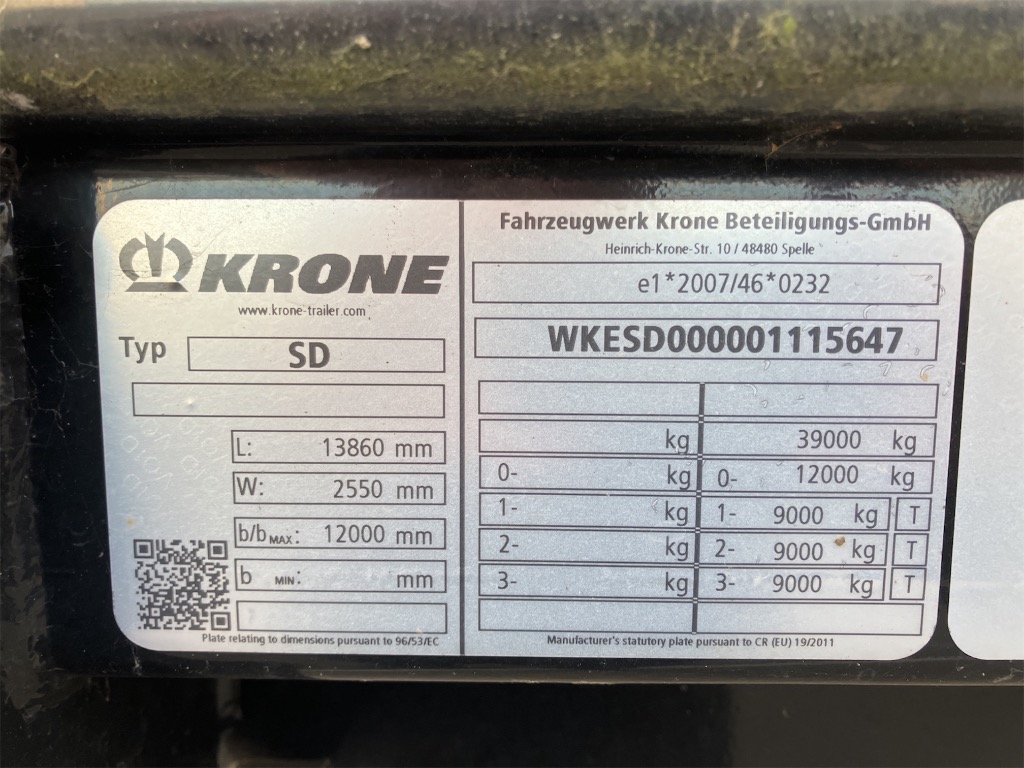 KRONE
www.krone-trailer.com
Typ SD
L: 13860 mm
W: 2550 mm
b/b MAX: 12000 mm
b MIN: mm
Plate relating to dimensions pursuant to 96/53/EC
Fahrzeugwerk Krone Beteiligungs-GmbH
Heinrich-Krone-Str. 10 / 48480 Spelle
e1*2007/46*0232
WKESD000001115647
kg 39000 kg
0- kg 0- 12000 kg
1- kg 1- 9000 kg T
2- kg 2- 9000 kg T
3- kg 3- 9000 kg T
Manufacturer's statutory plate pursuant to CR (EU) 19/2011